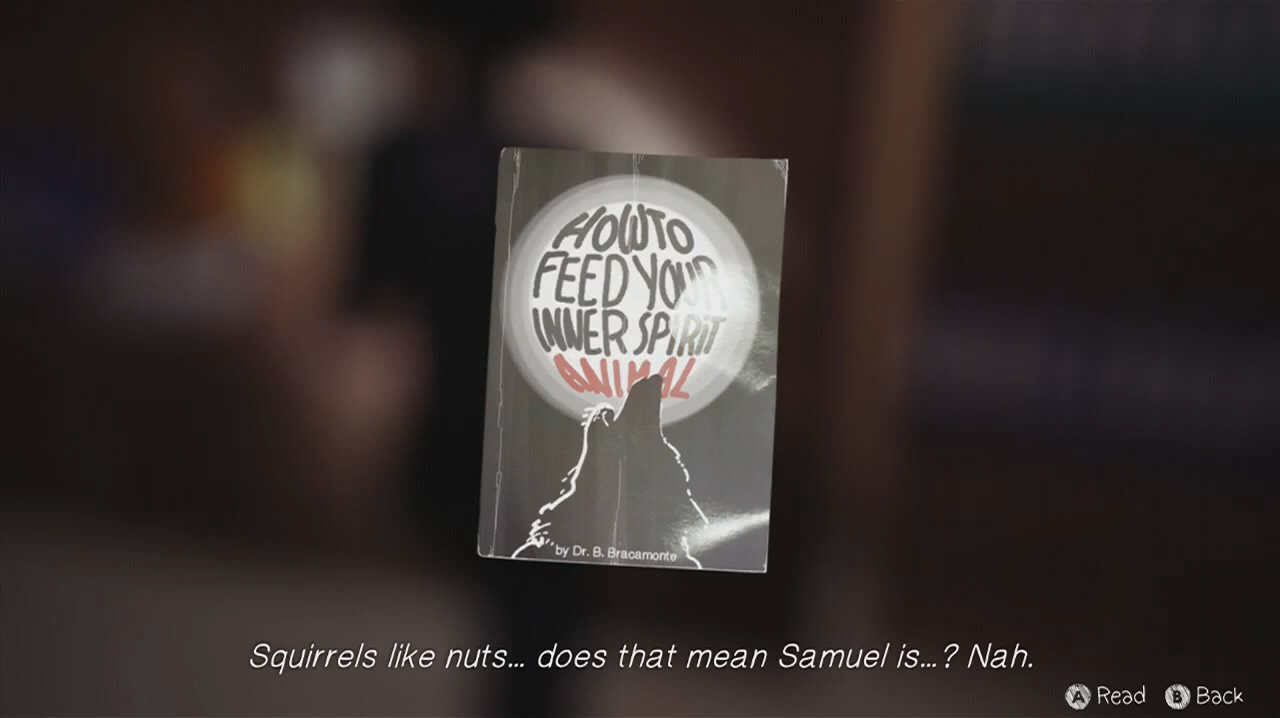 HOW TO
FEED YOUR
INNER SPIRIT
ANIMAL
by Dr. B. Bracamonte
Squirrels like nuts... does that mean Samuel is...? Nah.
A Read B Back